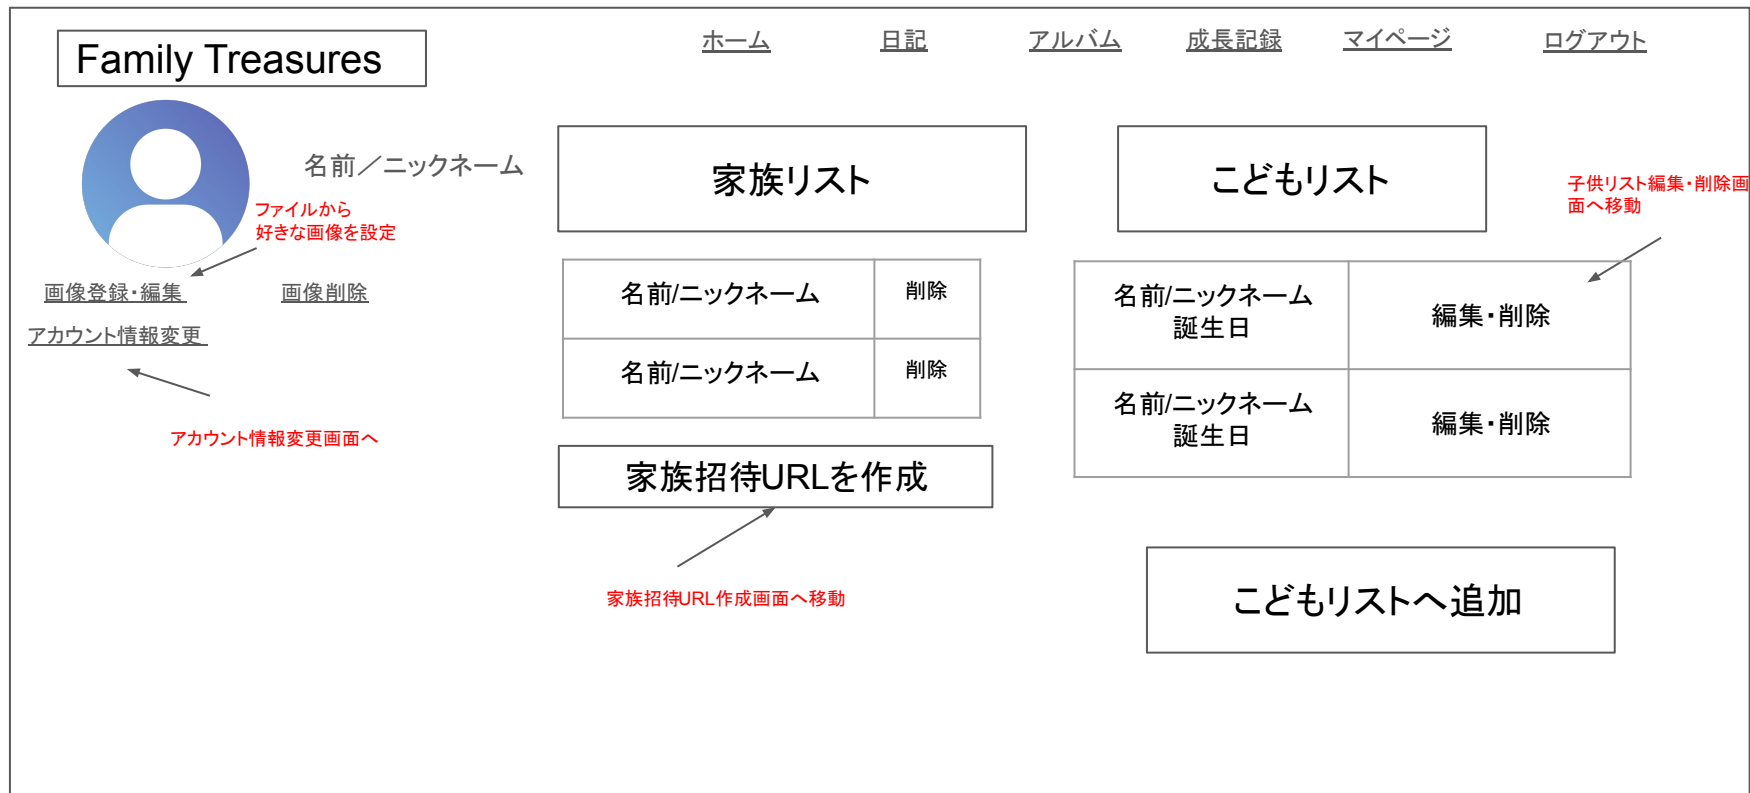 Family Treasures
ホーム
日記
アルバム
成長記録
マイページ
ログアウト
名前／ニックネーム
ファイルから
好きな画像を設定
画像登録・編集
画像削除
アカウント情報変更
アカウント情報変更画面へ
家族リスト
名前/ニックネーム
削除
名前/ニックネーム
削除
家族招待URLを作成
家族招待URL作成画面へ移動
こどもリスト
子供リスト編集・削除画
面へ移動
名前/ニックネーム
誕生日
編集・削除
名前/ニックネーム
誕生日
編集・削除
こどもリストへ追加